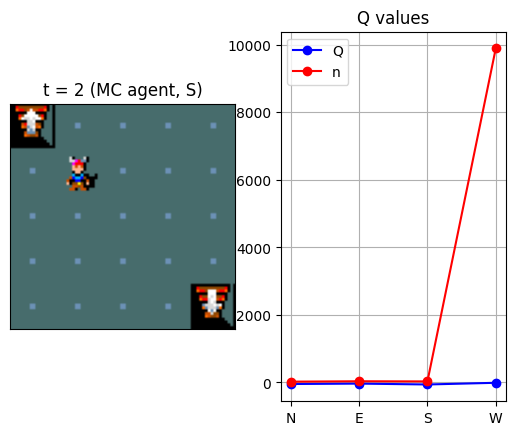 t = 2 (MC agent, S)
Q values
Q
n
10000
8000
6000
4000
2000
0
N E S W